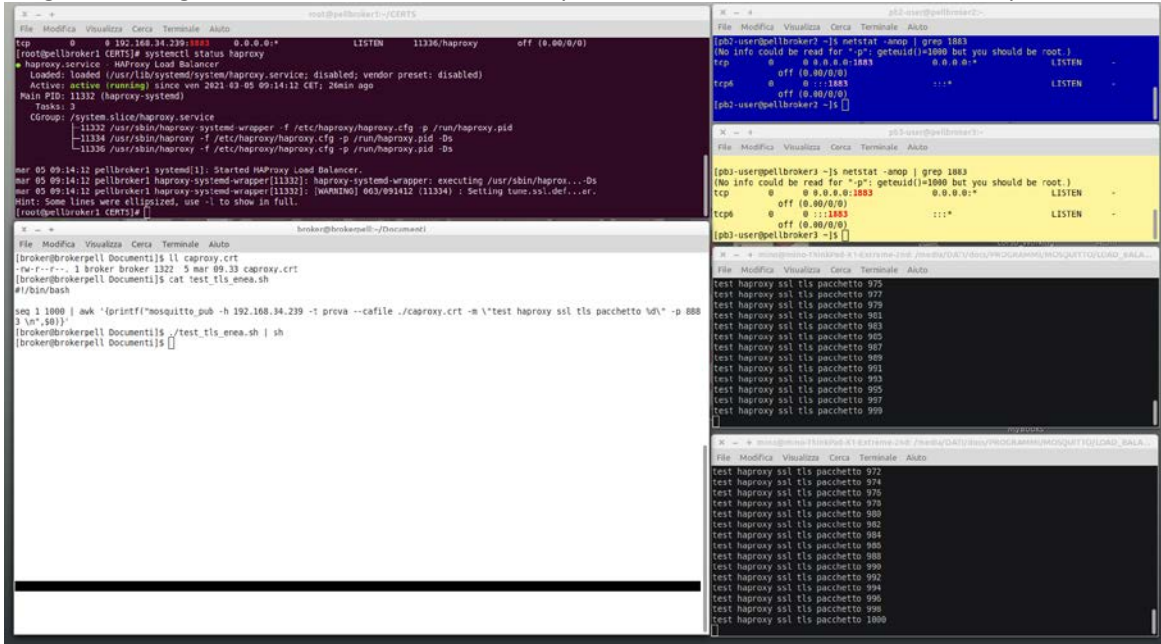 root@pellbroker1:~/CERTS
File Modifica Visualizza Cerca Terminale Aiuto
tcp 0 0 192.168.34.239:8883 0.0.0.0:* LISTEN 11336/haproxy off (0.00/0/0)
[root@pellbroker1 CERTS]# systemctl status haproxy
● haproxy.service - HAProxy Load Balancer
Loaded: loaded (/usr/lib/systemd/system/haproxy.service; disabled; vendor preset: disabled)
Active: active (running) since ven 2021-03-05 09:14:12 CET; 26min ago
Main PID: 11332 (haproxy-systemd)
Tasks: 3
CGroup: /system.slice/haproxy.service
├─11332 /usr/sbin/haproxy-systemd-wrapper -f /etc/haproxy/haproxy.cfg -p /run/haproxy.pid
├─11334 /usr/sbin/haproxy -f /etc/haproxy/haproxy.cfg -p /run/haproxy.pid -Ds
└─11336 /usr/sbin/haproxy -f /etc/haproxy/haproxy.cfg -p /run/haproxy.pid -Ds
mar 05 09:14:12 pellbroker1 systemd[1]: Started HAProxy Load Balancer.
mar 05 09:14:12 pellbroker1 haproxy-systemd-wrapper[11332]: haproxy-systemd-wrapper: executing /usr/sbin/haprox...-Ds
mar 05 09:14:12 pellbroker1 haproxy-systemd-wrapper[11332]: [WARNING] 063/091412 (11334) : Setting tune.ssl.def...er.
Hint: Some lines were ellipsized, use -l to show in full.
[root@pellbroker1 CERTS]#
broker@brokerpell:~/Documenti
File Modifica Visualizza Cerca Terminale Aiuto
[broker@brokerpell Documenti]$ ll caproxy.crt
-rw-r--r--. 1 broker broker 1322 5 mar 09.33 caproxy.crt
[broker@brokerpell Documenti]$ cat test_tls_enea.sh
#!/bin/bash
seq 1 1000 | awk '{printf("mosquitto_pub -h 192.168.34.239 -t prova --cafile ./caproxy.crt -m \"test haproxy ssl tls pacchetto %d\" -p 888
3 \n",$0)}'
[broker@brokerpell Documenti]$ ./test_tls_enea.sh | sh
[broker@brokerpell Documenti]$
pb2-user@pellbroker2:~
File Modifica Visualizza Cerca Terminale Aiuto
[pb2-user@pellbroker2 ~]$ netstat -anop | grep 1883
(No info could be read for "-p": geteuid()=1000 but you should be root.)
tcp 0 0 0.0.0.0:1883 0.0.0.0:* LISTEN -
off (0.00/0/0)
tcp6 0 0 :::1883 :::* LISTEN -
off (0.00/0/0)
[pb2-user@pellbroker2 ~]$
pb3-user@pellbroker3:~
File Modifica Visualizza Cerca Terminale Aiuto
[pb3-user@pellbroker3 ~]$ netstat -anop | grep 1883
(No info could be read for "-p": geteuid()=1000 but you should be root.)
tcp 0 0 0.0.0.0:1883 0.0.0.0:* LISTEN -
off (0.00/0/0)
tcp6 0 0 :::1883 :::* LISTEN -
off (0.00/0/0)
[pb3-user@pellbroker3 ~]$
mino@mino-ThinkPad-X1-Extreme-2nd: /media/DATI/docs/PROGRAMMI/MOSQUITTO/LOAD_BALA...
File Modifica Visualizza Cerca Terminale Aiuto
test haproxy ssl tls pacchetto 975
test haproxy ssl tls pacchetto 977
test haproxy ssl tls pacchetto 979
test haproxy ssl tls pacchetto 981
test haproxy ssl tls pacchetto 983
test haproxy ssl tls pacchetto 985
test haproxy ssl tls pacchetto 987
test haproxy ssl tls pacchetto 989
test haproxy ssl tls pacchetto 991
test haproxy ssl tls pacchetto 993
test haproxy ssl tls pacchetto 995
test haproxy ssl tls pacchetto 997
test haproxy ssl tls pacchetto 999
MyBooks
mino@mino-ThinkPad-X1-Extreme-2nd: /media/DATI/docs/PROGRAMMI/MOSQUITTO/LOAD_BALA...
File Modifica Visualizza Cerca Terminale Aiuto
test haproxy ssl tls pacchetto 972
test haproxy ssl tls pacchetto 974
test haproxy ssl tls pacchetto 976
test haproxy ssl tls pacchetto 978
test haproxy ssl tls pacchetto 980
test haproxy ssl tls pacchetto 982
test haproxy ssl tls pacchetto 984
test haproxy ssl tls pacchetto 986
test haproxy ssl tls pacchetto 988
test haproxy ssl tls pacchetto 990
test haproxy ssl tls pacchetto 992
test haproxy ssl tls pacchetto 994
test haproxy ssl tls pacchetto 996
test haproxy ssl tls pacchetto 998
test haproxy ssl tls pacchetto 1000